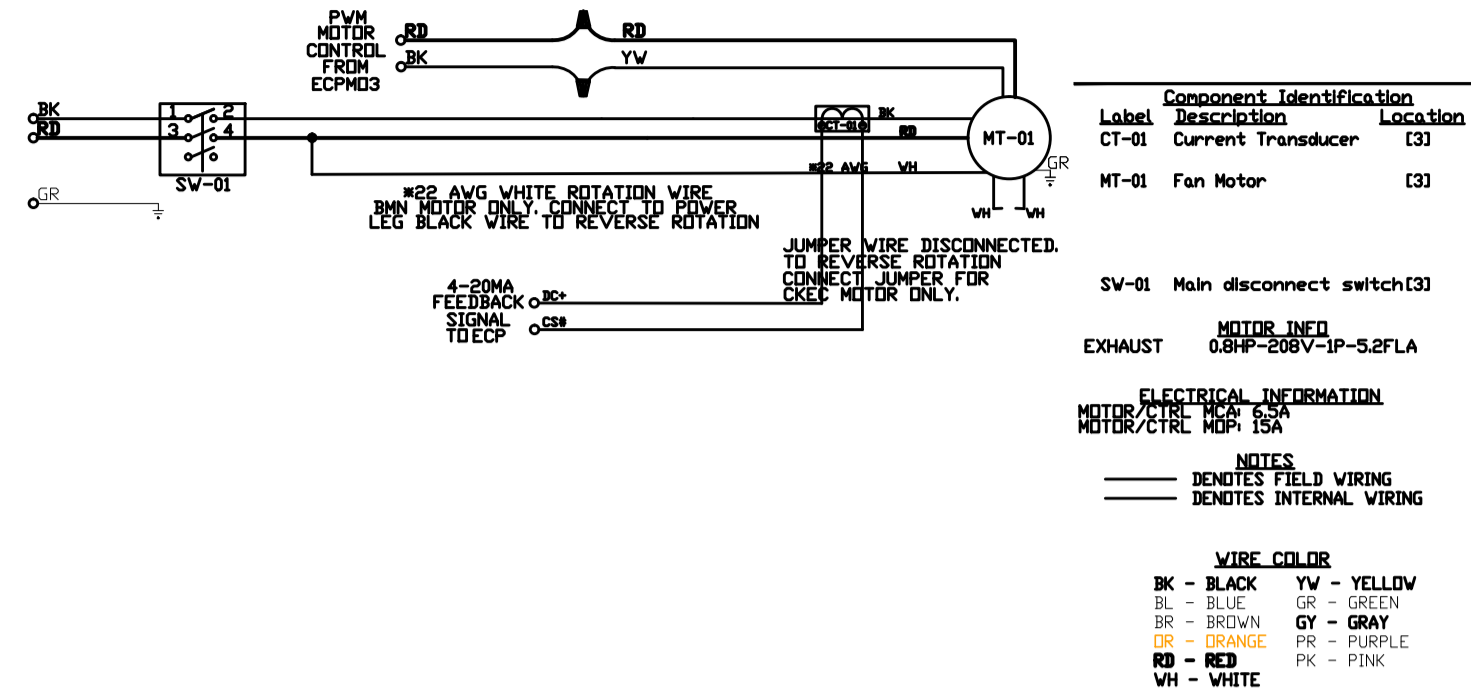 PWM
MOTOR
CONTROL
FROM
ECPM03
RD
BK
RD
YW
BK
RD
1 2
3 4
SW-01
GR
CT-01
BK
RD
*22 AWG WH
MT-01
GR
WH WH
*22 AWG WHITE ROTATION WIRE
BMN MOTOR ONLY. CONNECT TO POWER
LEG BLACK WIRE TO REVERSE ROTATION
JUMPER WIRE DISCONNECTED.
TO REVERSE ROTATION
CONNECT JUMPER FOR
CKEC MOTOR ONLY.
4-20MA
FEEDBACK
SIGNAL
TO ECP
DC+
CS#
Component Identification
Label Description Location
CT-01 Current Transducer [3]
MT-01 Fan Motor [3]
SW-01 Main disconnect switch[3]
MOTOR INFO
EXHAUST 0.8HP-208V-1P-5.2FLA
ELECTRICAL INFORMATION
MOTOR/CTRL MCA: 6.5A
MOTOR/CTRL MOP: 15A
NOTES
DENOTES FIELD WIRING
DENOTES INTERNAL WIRING
WIRE COLOR
BK - BLACK YW - YELLOW
BL - BLUE GR - GREEN
BR - BROWN GY - GRAY
OR - ORANGE PR - PURPLE
RD - RED PK - PINK
WH - WHITE